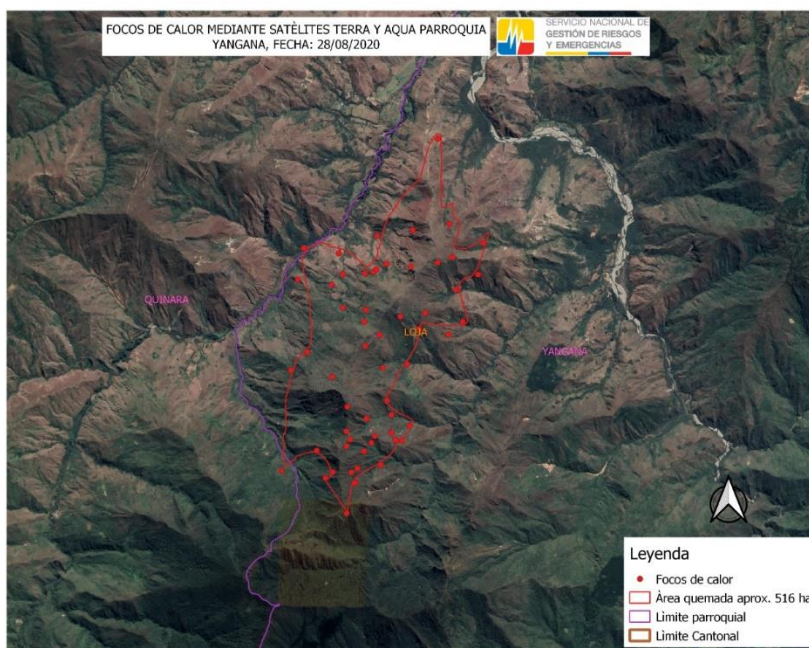 FOCOS DE CALOR MEDIANTE SATÈLITES TERRA Y AQUA PARROQUIA
YANGANA, FECHA: 28/08/2020
SERVICIO NACIONAL DE
GESTIÓN DE RIESGOS
Y EMERGENCIAS
QUINARA
LOJA
YANGANA
Leyenda
Focos de calor
Àrea quemada aprox. 516 ha
Limite parroquial
Limite Cantonal